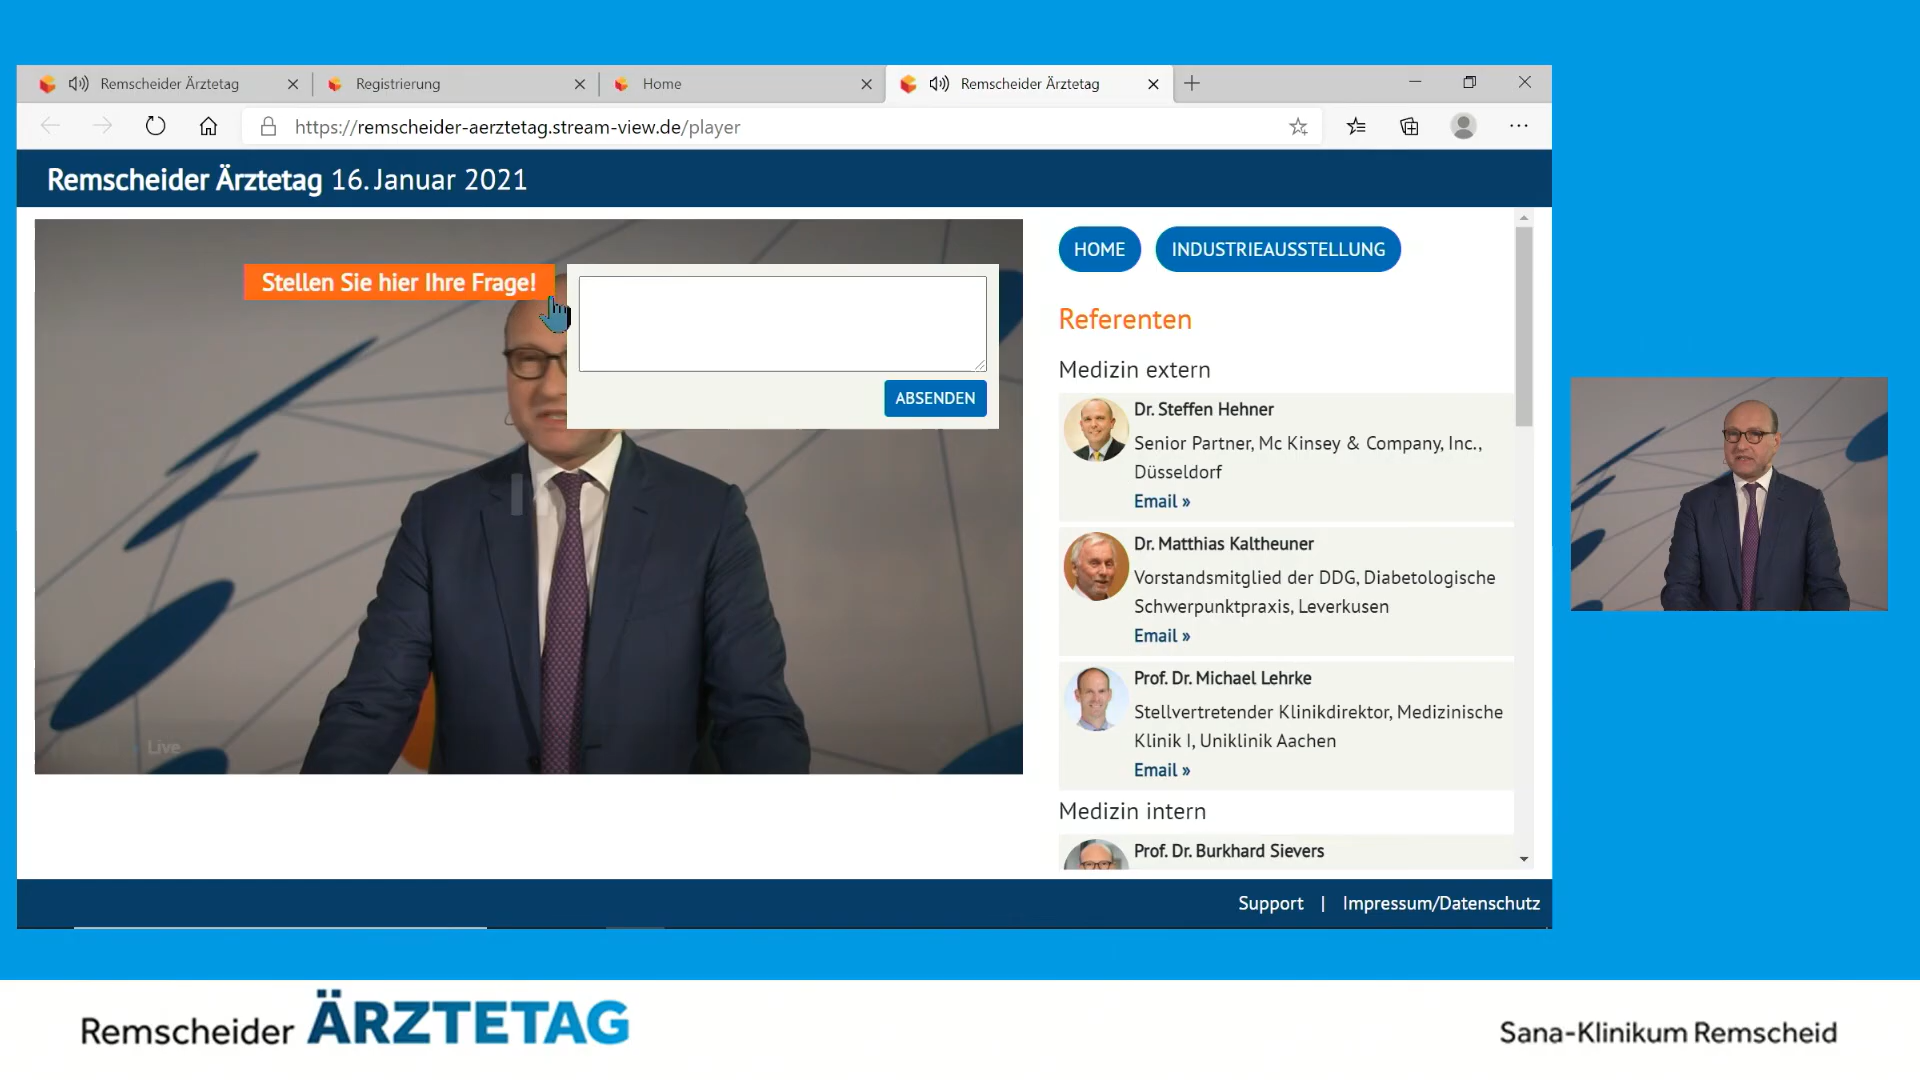 Remscheider Ärztetag
Registrierung
Home
Remscheider Ärztetag
https://remscheider-aerztetag.stream-view.de/player
Remscheider Ärztetag 16. Januar 2021
Stellen Sie hier Ihre Frage!
ABSENDEN
Live
HOME
INDUSTRIEAUSSTELLUNG
Referenten
Medizin extern
Dr. Steffen Hehner
Senior Partner, Mc Kinsey & Company, Inc.,
Düsseldorf
Email »
Dr. Matthias Kaltheuner
Vorstandsmitglied der DDG, Diabetologische
Schwerpunktpraxis, Leverkusen
Email »
Prof. Dr. Michael Lehrke
Stellvertretender Klinikdirektor, Medizinische
Klinik I, Uniklinik Aachen
Email »
Medizin intern
Prof. Dr. Burkhard Sievers
Support | Impressum/Datenschutz
Remscheider ÄRZTETAG
Sana-Klinikum Remscheid